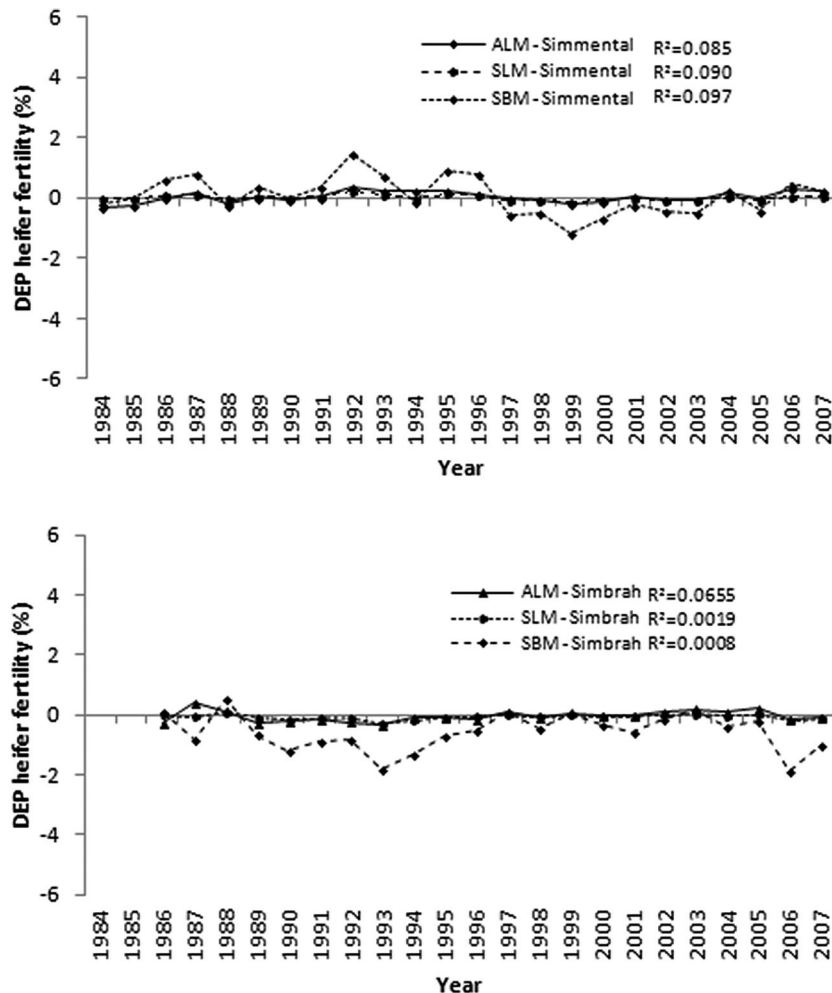 6
4
2
0
-2
-4
-6
DEP heifer fertility (%)
ALM - Simmental R²=0.085
SLM - Simmental R²=0.090
SBM - Simmental R²=0.097
1984 1985 1986 1987 1988 1989 1990 1991 1992 1993 1994 1995 1996 1997 1998 1999 2000 2001 2002 2003 2004 2005 2006 2007
Year
6
4
2
0
-2
-4
-6
DEP heifer fertility (%)
ALM - Simbrah R²=0.0655
SLM - Simbrah R²=0.0019
SBM - Simbrah R²=0.0008
1984 1985 1986 1987 1988 1989 1990 1991 1992 1993 1994 1995 1996 1997 1998 1999 2000 2001 2002 2003 2004 2005 2006 2007
Year